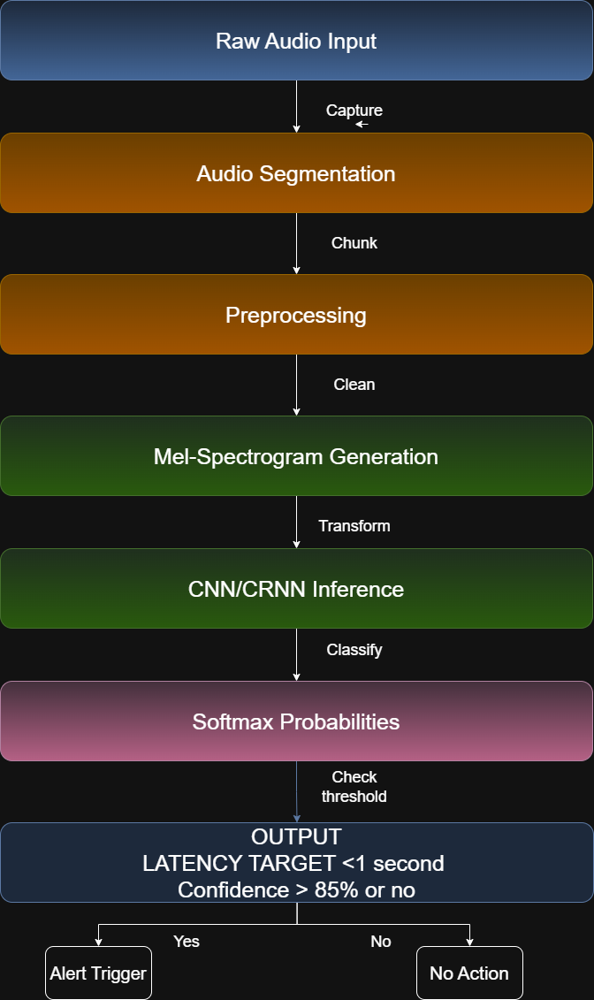 Raw Audio Input
Capture
Audio Segmentation
Chunk
Preprocessing
Clean
Mel-Spectrogram Generation
Transform
CNN/CRNN Inference
Classify
Softmax Probabilities
Check
threshold
OUTPUT
LATENCY TARGET <1 second
Confidence > 85% or no
Yes
No
Alert Trigger
No Action